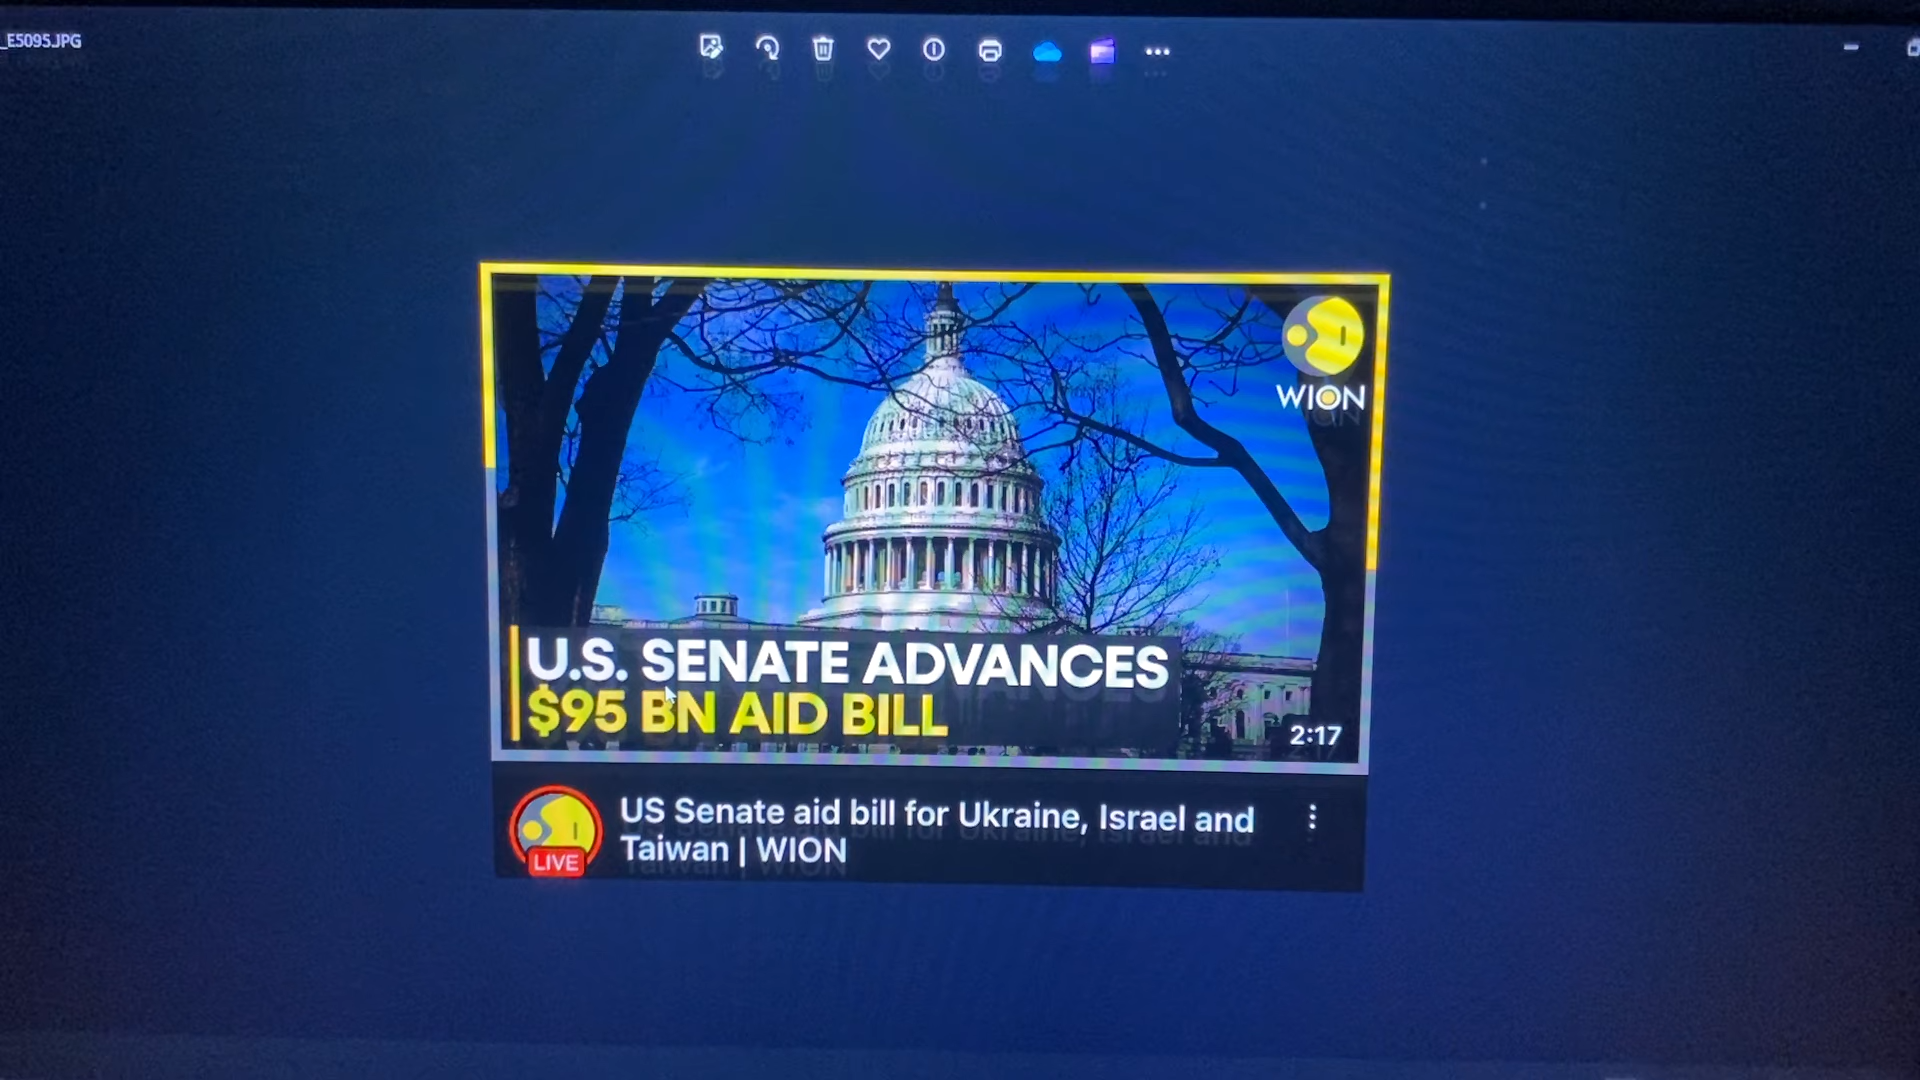 _E5095.JPG
WION
U.S. SENATE ADVANCES
$95 BN AID BILL
2:17
US Senate aid bill for Ukraine, Israel and
Taiwan | WION
LIVE